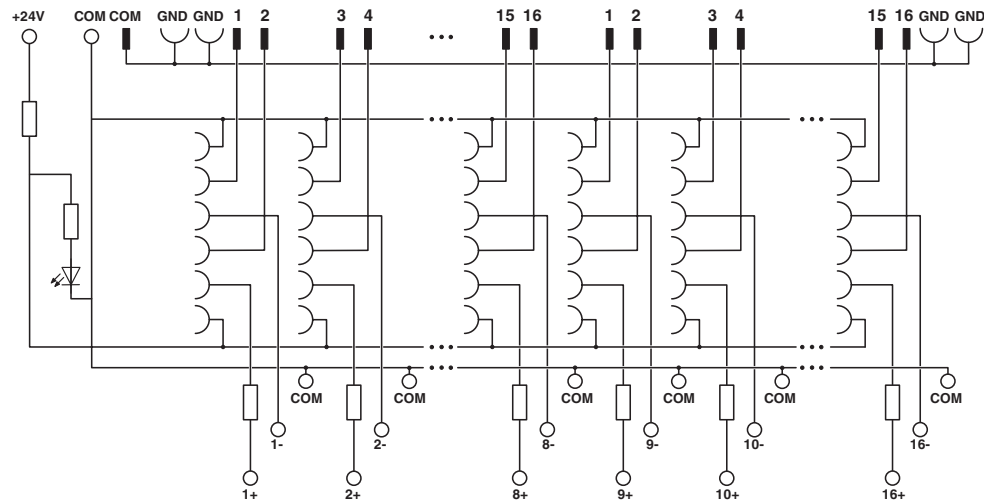 +24V COM COM GND GND 1 2 3 4 ••• 15 16 1 2 3 4 15 16 GND GND
COM COM COM COM COM COM
1- 2- 8- 9- 10- 16-
1+ 2+ 8+ 9+ 10+ 16+